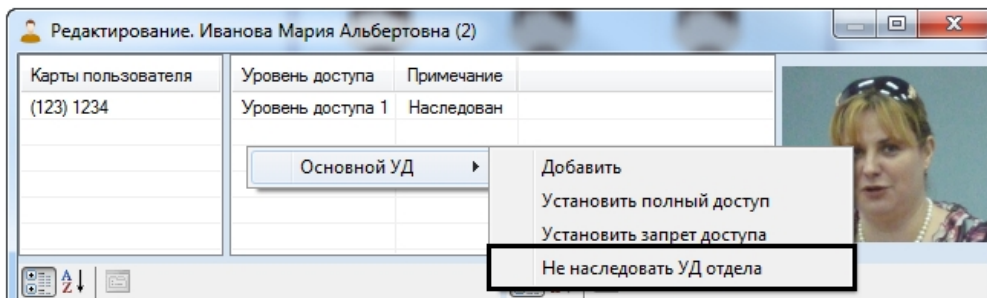 Редактирование. Иванова Мария Альбертовна (2)
Карты пользователя Уровень доступа Примечание
(123) 1234 Уровень доступа 1 Наследован
Основной УД
Добавить
Установить полный доступ
Установить запрет доступа
Не наследовать УД отдела